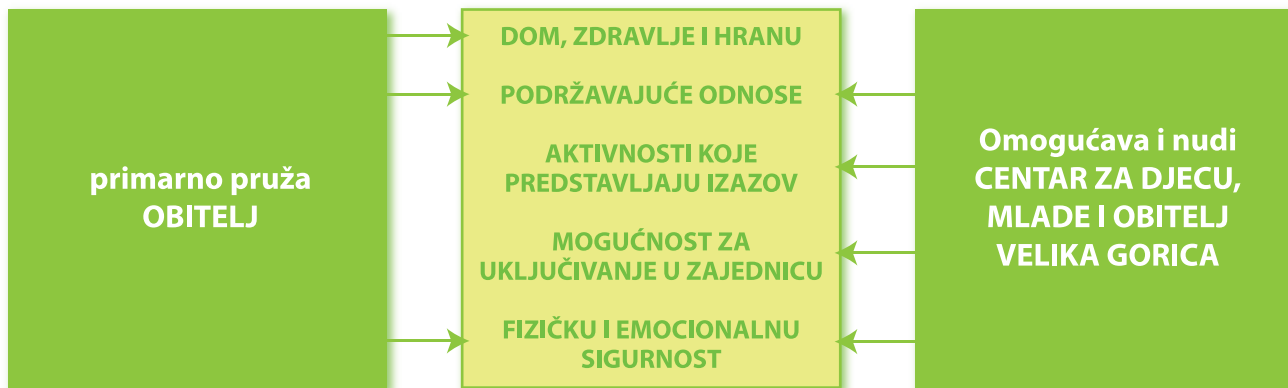 primarno pruža
OBITELJ
DOM, ZDRAVLJE I HRANU
PODRŽAVAJUĆE ODNOSE
AKTIVNOSTI KOJE
PREDSTAVLJAJU IZAZOV
MOGUĆNOST ZA
UKLJUČIVANJE U ZAJEDNICU
FIZIČKU I EMOCIONALNU
SIGURNOST
Omogućava i nudi
CENTAR ZA DJECU,
MLADE I OBITELJ
VELIKA GORICA